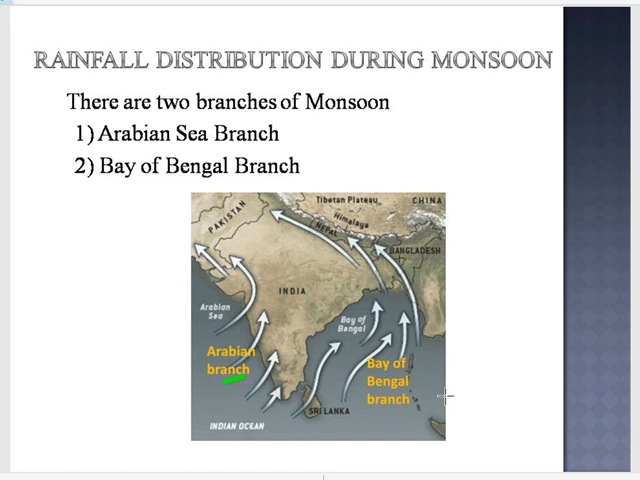 RAINFALL DISTRIBUTION DURING MONSOON
There are two branches of Monsoon
1) Arabian Sea Branch
2) Bay of Bengal Branch
Tibetan Plateau
CHINA
PAKISTAN
Himalaya
NEPAL
BANGLADESH
INDIA
Arabian
Sea
Bay of
Bengal
Arabian
branch
Bay of
Bengal
branch
SRI LANKA
INDIAN OCEAN